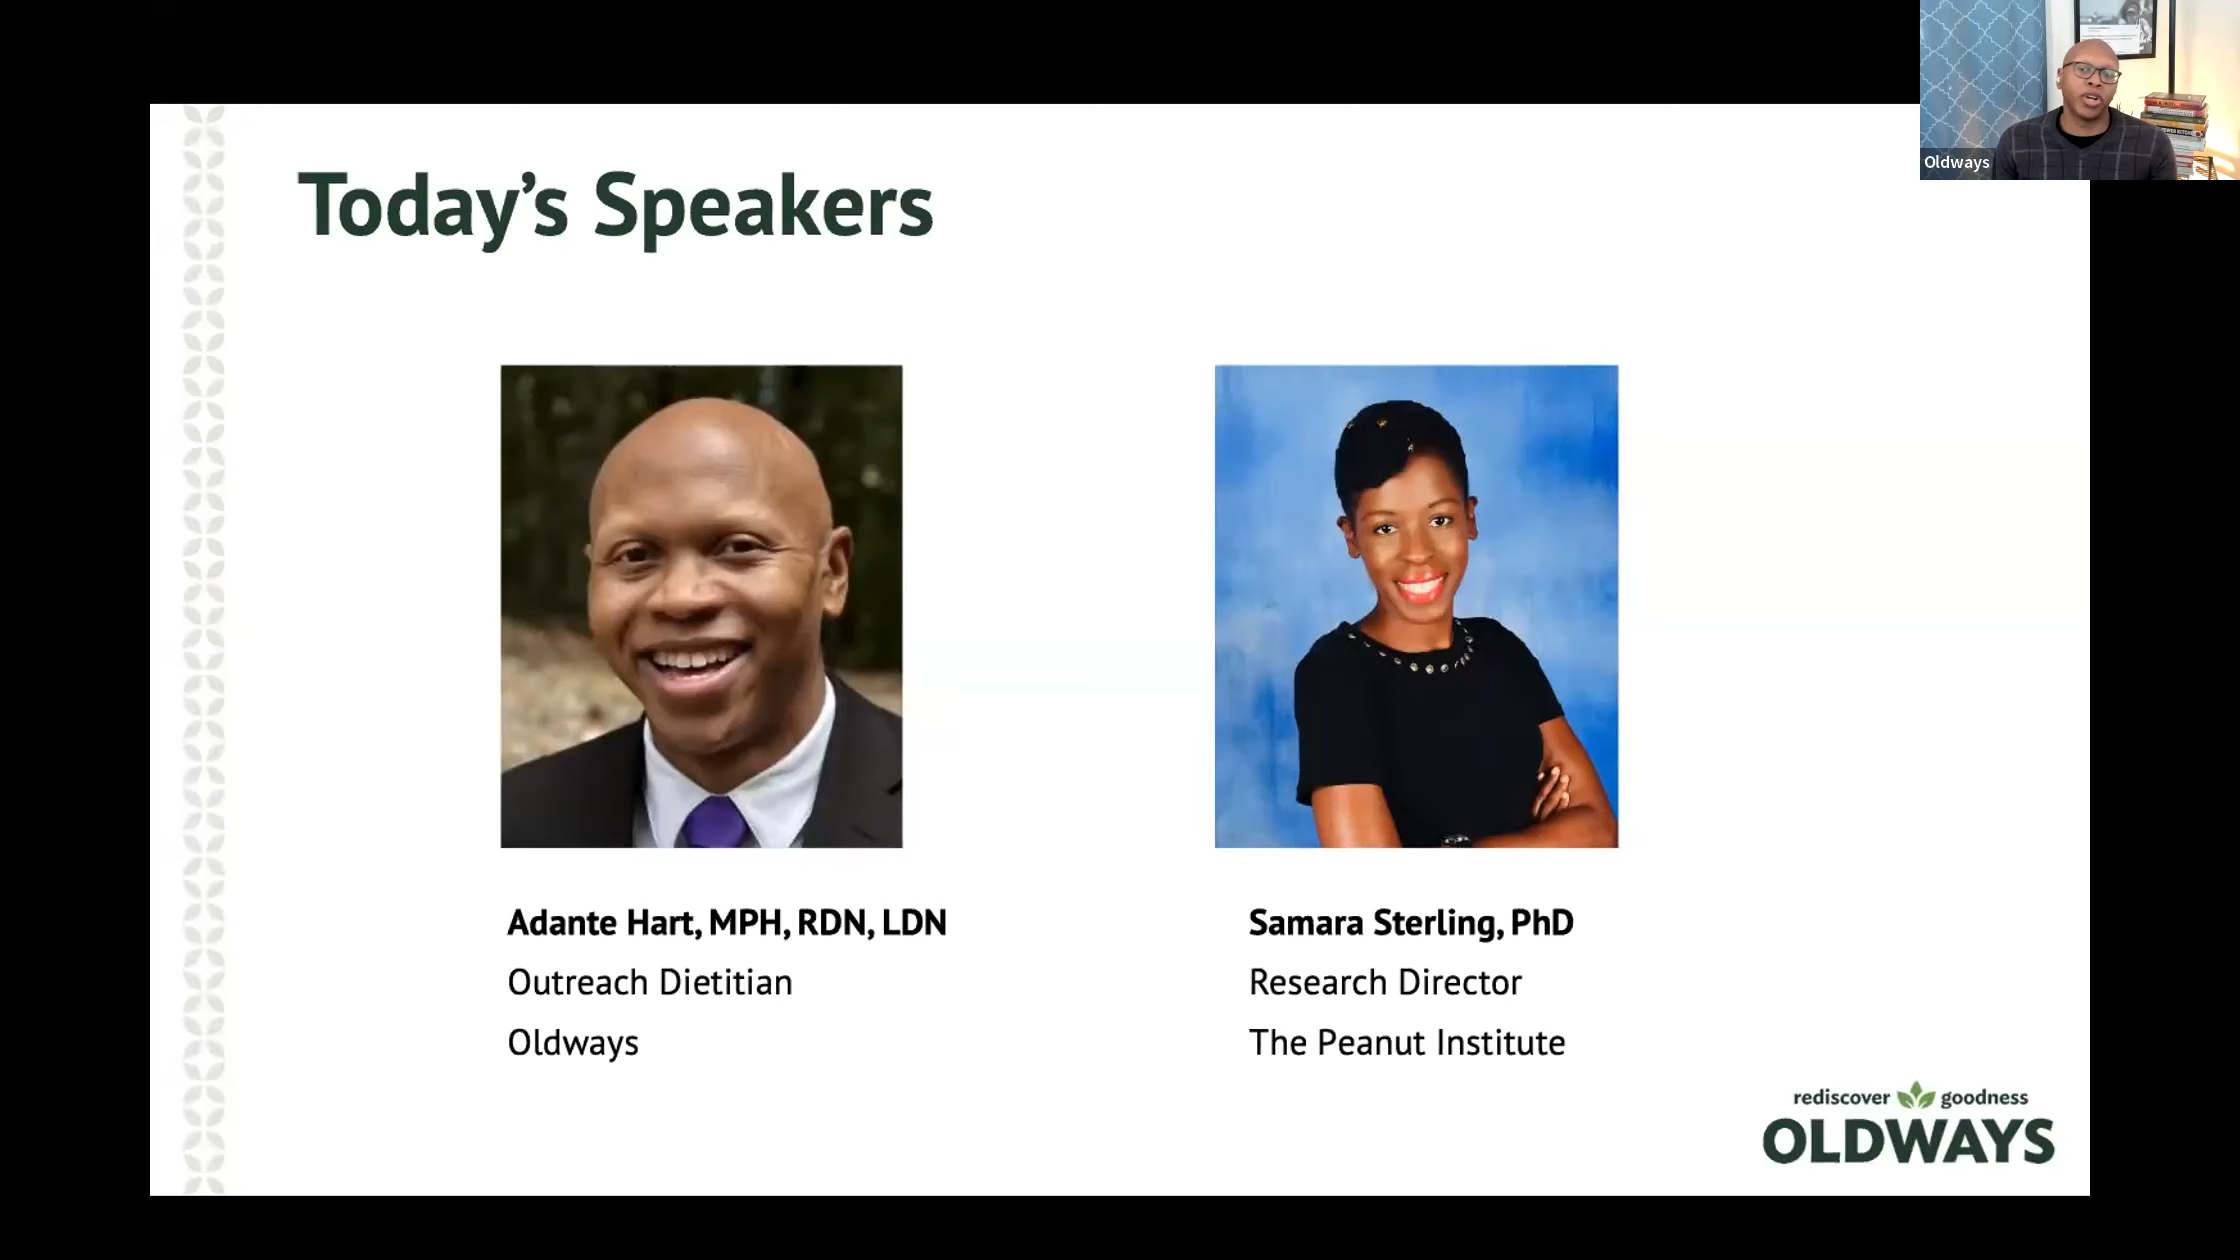 Oldways
Today's Speakers
Adante Hart, MPH, RDN, LDN
Outreach Dietitian
Oldways
Samara Sterling, PhD
Research Director
The Peanut Institute
rediscover goodness
OLDWAYS